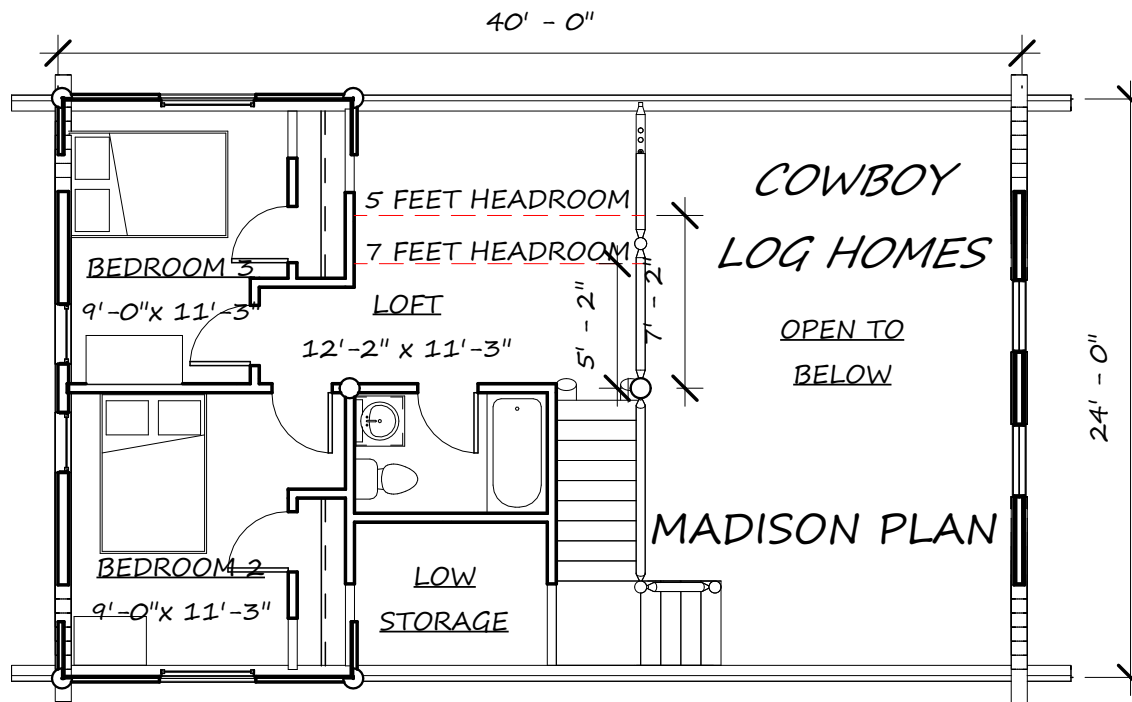 40' - 0"
COWBOY
LOG HOMES
5 FEET HEADROOM
7 FEET HEADROOM
BEDROOM 3
9'-0"x 11'-3"
LOFT
12'-2" x 11'-3"
5' - 2"
7' - 2"
OPEN TO
BELOW
24' - 0"
MADISON PLAN
BEDROOM 2
9'-0"x 11'-3"
LOW
STORAGE